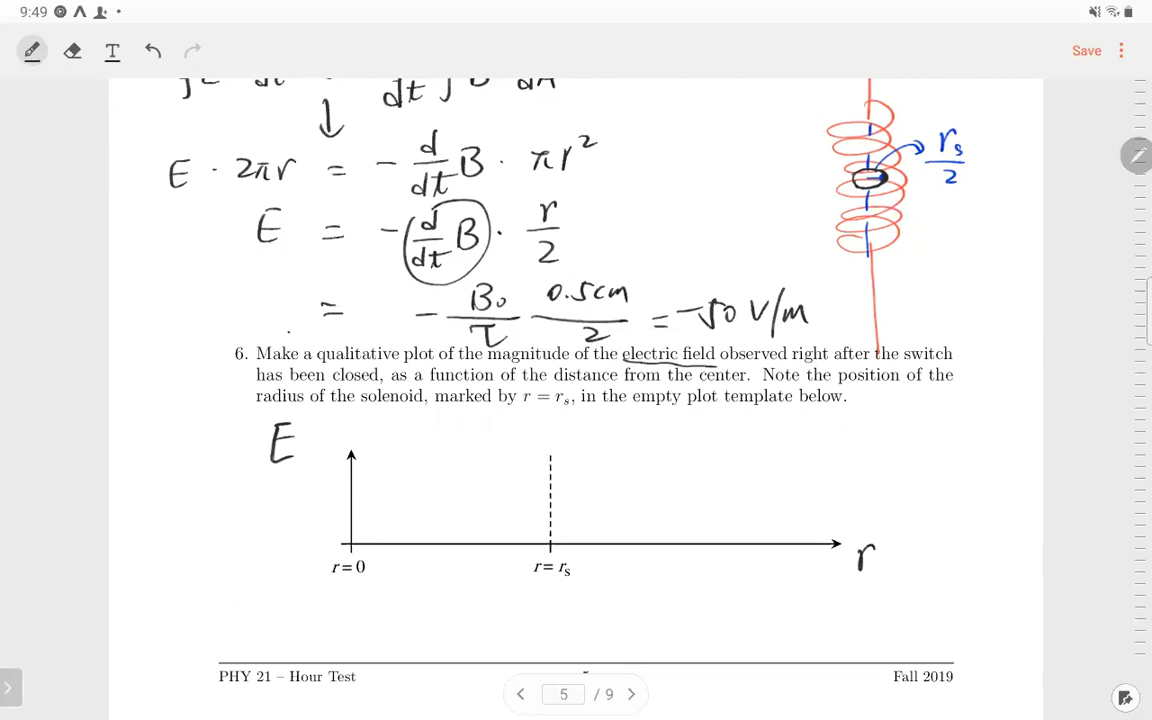 9:49
T
Save
dt
E · 2πr = - d/dt B · πr²
r_s/2
E = -(d/dt B) · r/2
= - B₀/τ 0.5cm/2 = -50 V/m
6. Make a qualitative plot of the magnitude of the electric field observed right after the switch
has been closed, as a function of the distance from the center. Note the position of the
radius of the solenoid, marked by r = r_s, in the empty plot template below.
E
r
r = 0
r = r_s
PHY 21 – Hour Test
Fall 2019
5 / 9